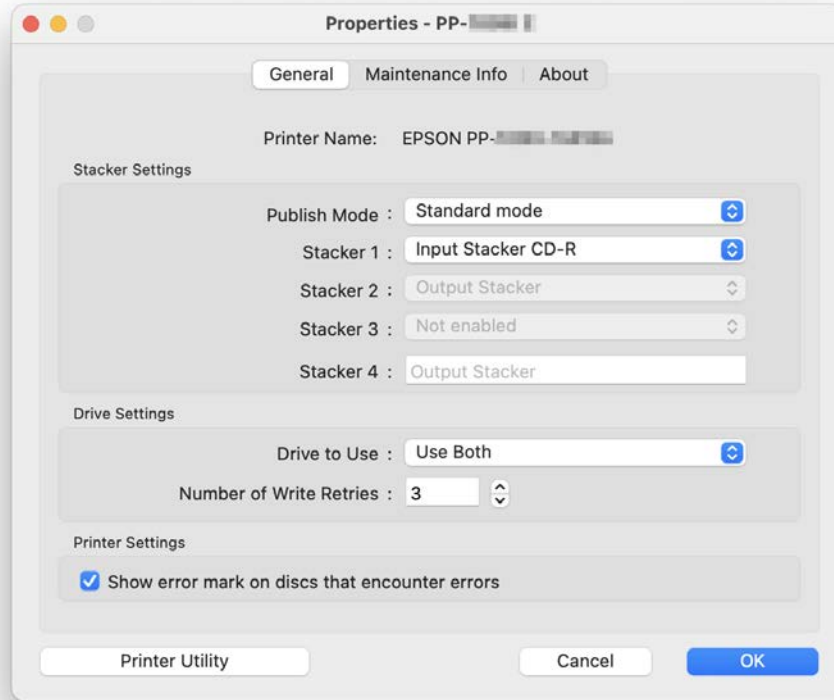 Properties - PP-
General Maintenance Info About
Printer Name: EPSON PP-
Stacker Settings
Publish Mode : Standard mode
Stacker 1 : Input Stacker CD-R
Stacker 2 : Output Stacker
Stacker 3 : Not enabled
Stacker 4 : Output Stacker
Drive Settings
Drive to Use : Use Both
Number of Write Retries : 3
Printer Settings
Show error mark on discs that encounter errors
Printer Utility Cancel OK